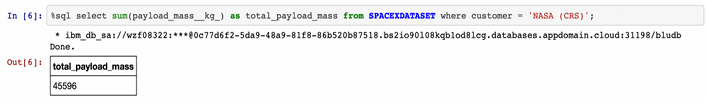 In [6]: %sql select sum(payload_mass__kg_) as total_payload_mass from SPACEXDATASET where customer = 'NASA (CRS)';
* ibm_db_sa://wzf08322:***@0c77d6f2-5da9-48a9-81f8-86b520b87518.bs2io90l08kqb1od8lcg.databases.appdomain.cloud:31198/bludb
Done.
Out[6]: total_payload_mass
45596